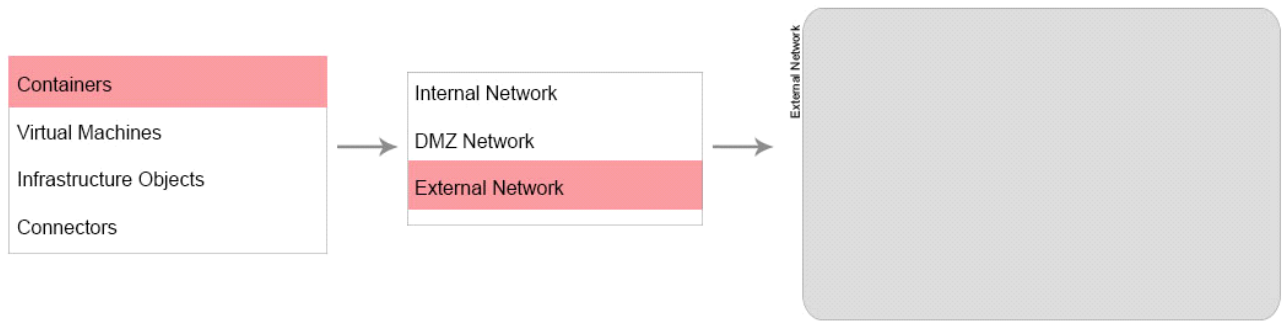 Containers
Virtual Machines
Infrastructure Objects
Connectors
Internal Network
DMZ Network
External Network
External Network